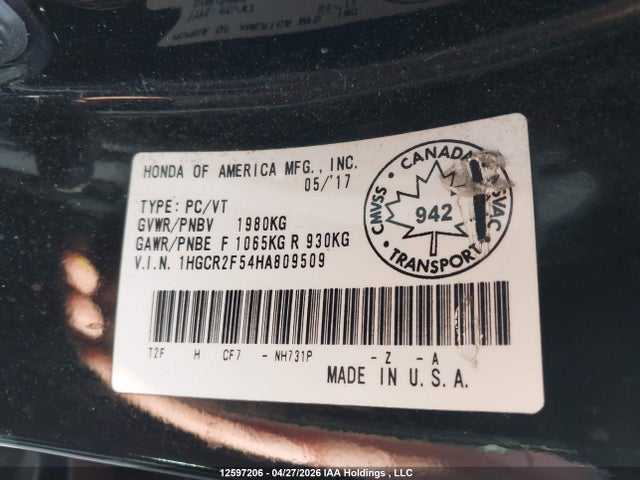 HONDA OF AMERICA MFG., INC.
05/'17
TYPE: PC/VT
GVWR/PNBV 1980KG
GAWR/PNBE F 1065KG R 930KG
V.I.N. 1HGCR2F54HA809509
CANADA
CMVSS
942
TRANSPORT
T2F H CF7 - NH731P - Z - A
MADE IN U.S.A.
12597206 - 04/27/2026 IAA Holdings , LLC